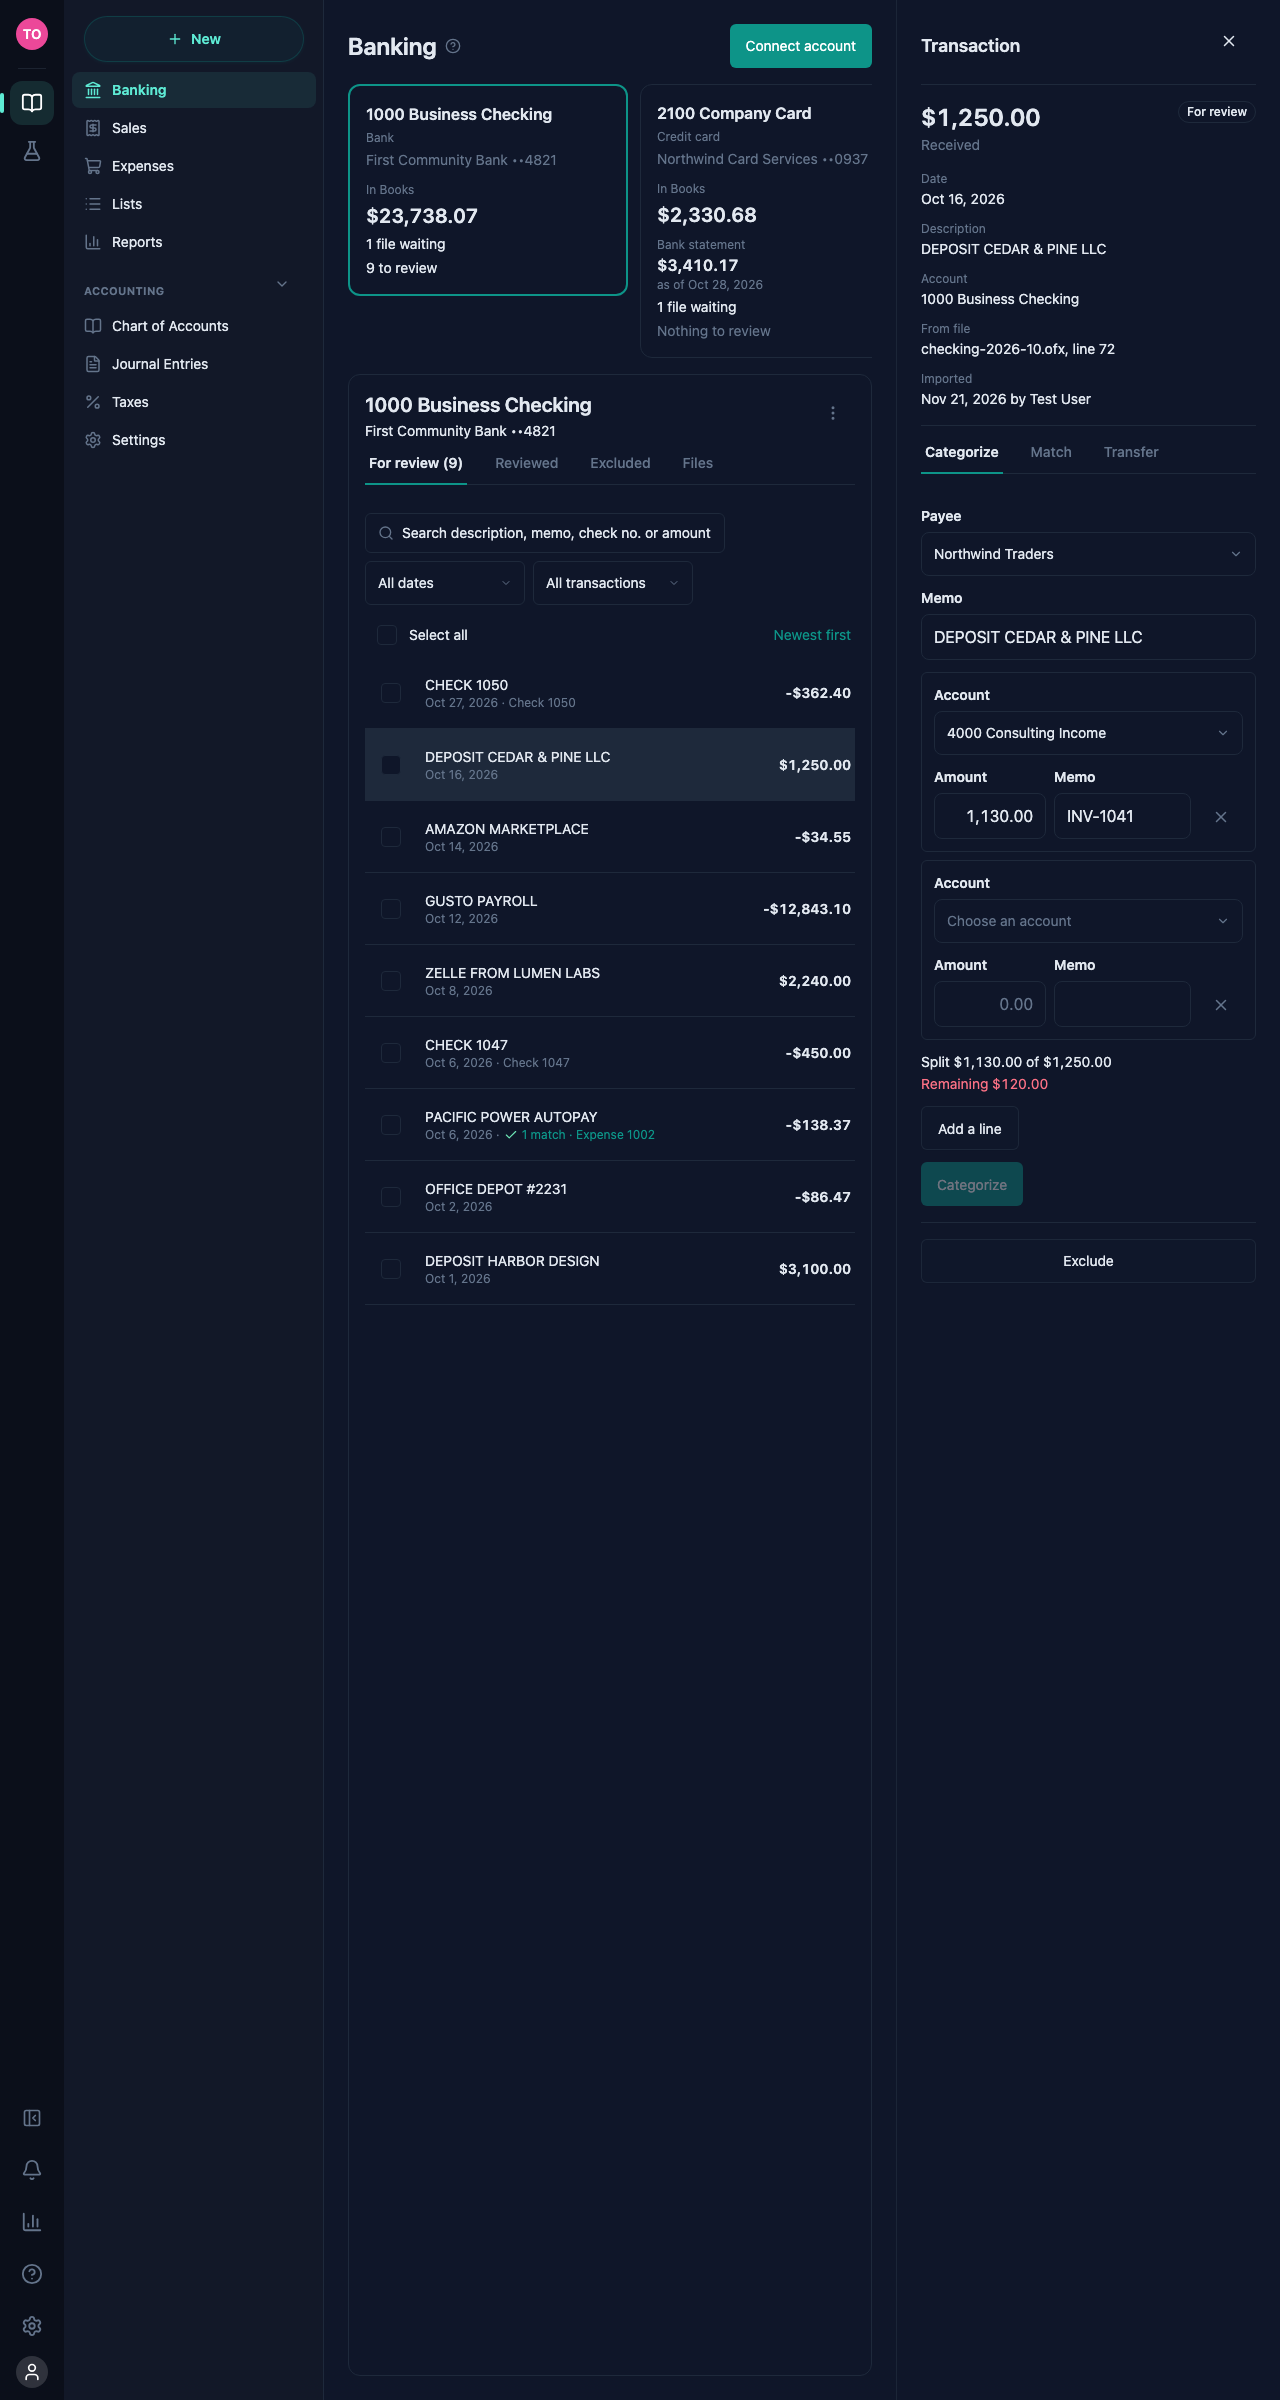 TO
New
Banking
Sales
Expenses
Lists
Reports
ACCOUNTING
Chart of Accounts
Journal Entries
Taxes
Settings
Banking
Connect account
1000 Business Checking
Bank
First Community Bank ••4821
In Books
$23,738.07
1 file waiting
9 to review
2100 Company Card
Credit card
Northwind Card Services ••0937
In Books
$2,330.68
Bank statement
$3,410.17
as of Oct 28, 2026
1 file waiting
Nothing to review
1000 Business Checking
First Community Bank ••4821
For review (9) Reviewed Excluded Files
Search description, memo, check no. or amount
All dates All transactions
Select all Newest first
CHECK 1050
Oct 27, 2026 · Check 1050
-$362.40
DEPOSIT CEDAR & PINE LLC
Oct 16, 2026
$1,250.00
AMAZON MARKETPLACE
Oct 14, 2026
-$34.55
GUSTO PAYROLL
Oct 12, 2026
-$12,843.10
ZELLE FROM LUMEN LABS
Oct 8, 2026
$2,240.00
CHECK 1047
Oct 6, 2026 · Check 1047
-$450.00
PACIFIC POWER AUTOPAY
Oct 6, 2026 · 1 match · Expense 1002
-$138.37
OFFICE DEPOT #2231
Oct 2, 2026
-$86.47
DEPOSIT HARBOR DESIGN
Oct 1, 2026
$3,100.00
Transaction
$1,250.00 For review
Received
Date
Oct 16, 2026
Description
DEPOSIT CEDAR & PINE LLC
Account
1000 Business Checking
From file
checking-2026-10.ofx, line 72
Imported
Nov 21, 2026 by Test User
Categorize Match Transfer
Payee
Northwind Traders
Memo
DEPOSIT CEDAR & PINE LLC
Account
4000 Consulting Income
Amount Memo
1,130.00 INV-1041
Account
Choose an account
Amount Memo
0.00
Split $1,130.00 of $1,250.00
Remaining $120.00
Add a line
Categorize
Exclude